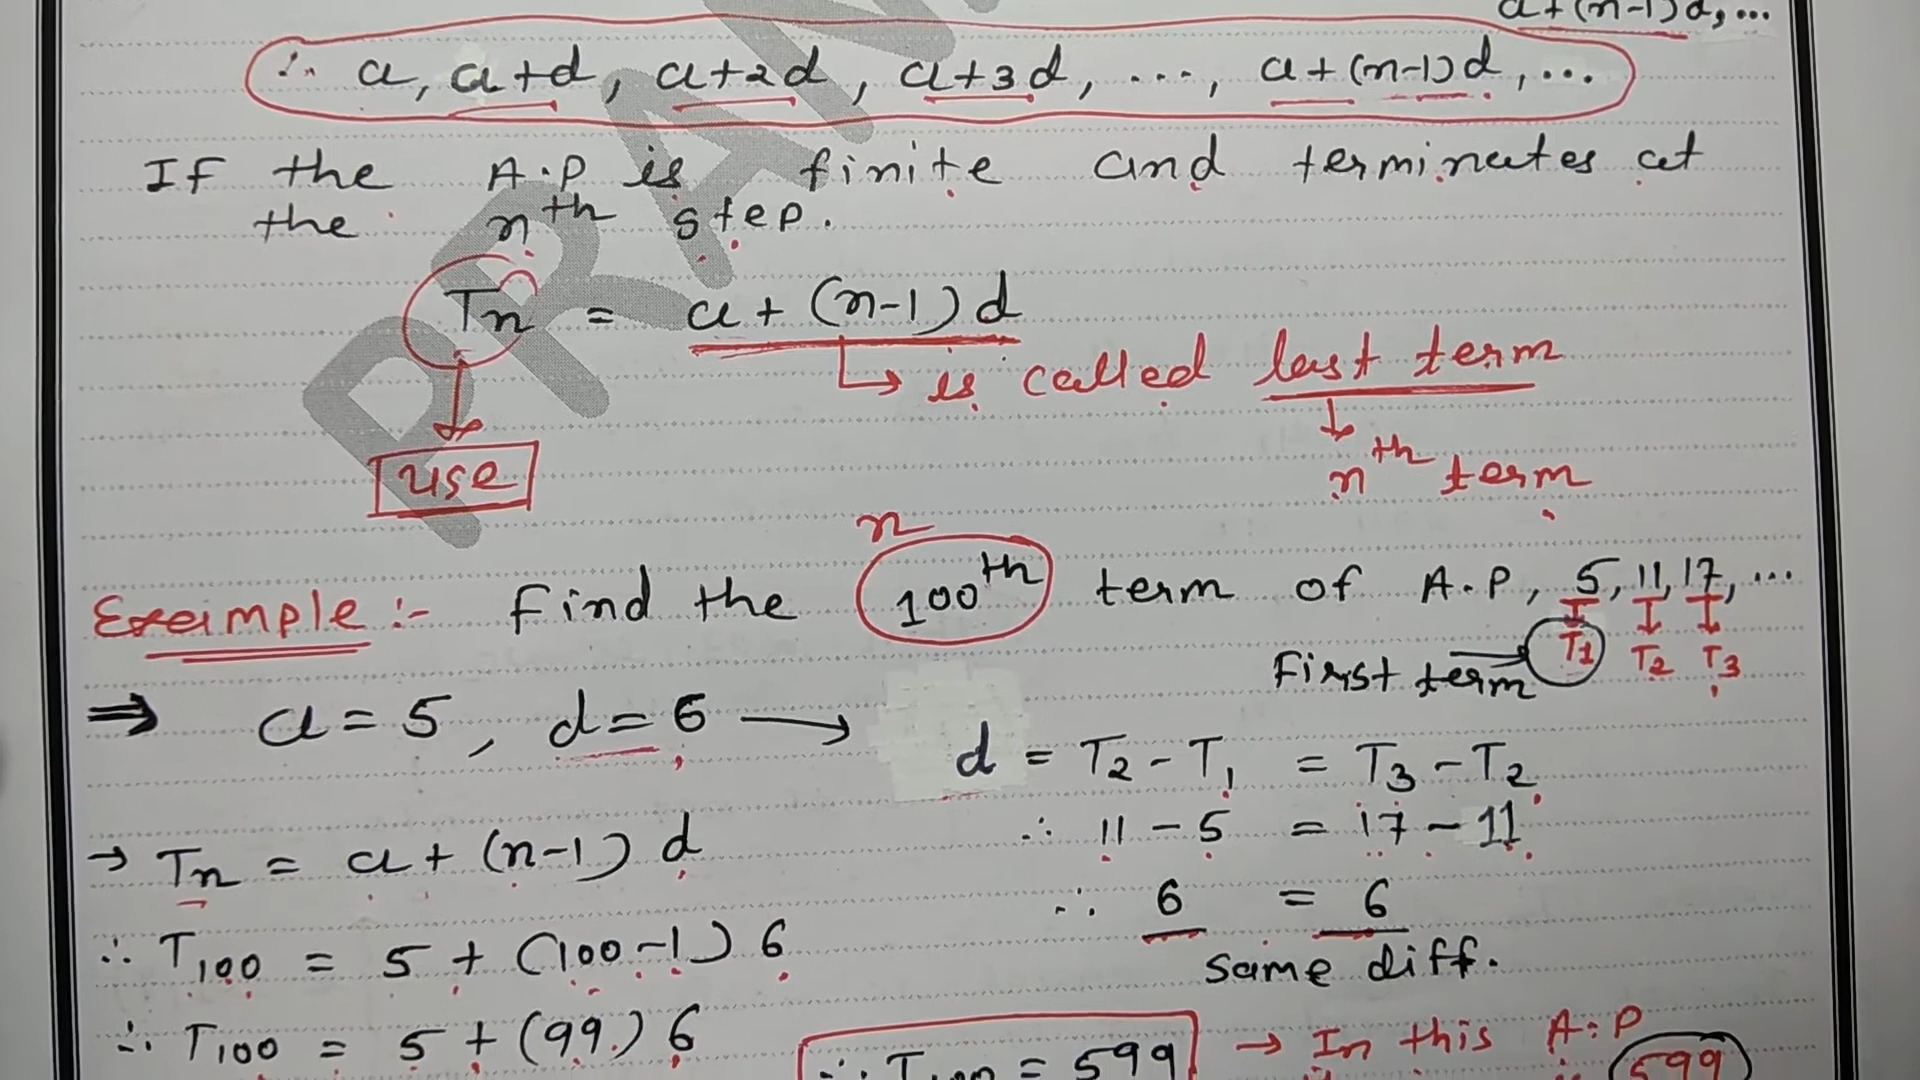 a+(n-1)d,...
∴ a, a+d, a+2d, a+3d, ..., a+(n-1)d, ...
If the A.P is finite and terminates at
the nth step.
Tn = a+(n-1)d
↳ is called last term
use
nth term
n
Example :- Find the 100th term of A.P, 5, 11, 17, ...
First term → T1 T2 T3
⇒ a = 5, d = 6 →
d = T2 - T1 = T3 - T2
∴ 11 - 5 = 17 - 11
∴ 6 = 6
same diff.
→ Tn = a+(n-1)d
∴ T100 = 5 + (100-1)6
∴ T100 = 5 + (99)6
∴ T100 = 599
→ In this A.P
599